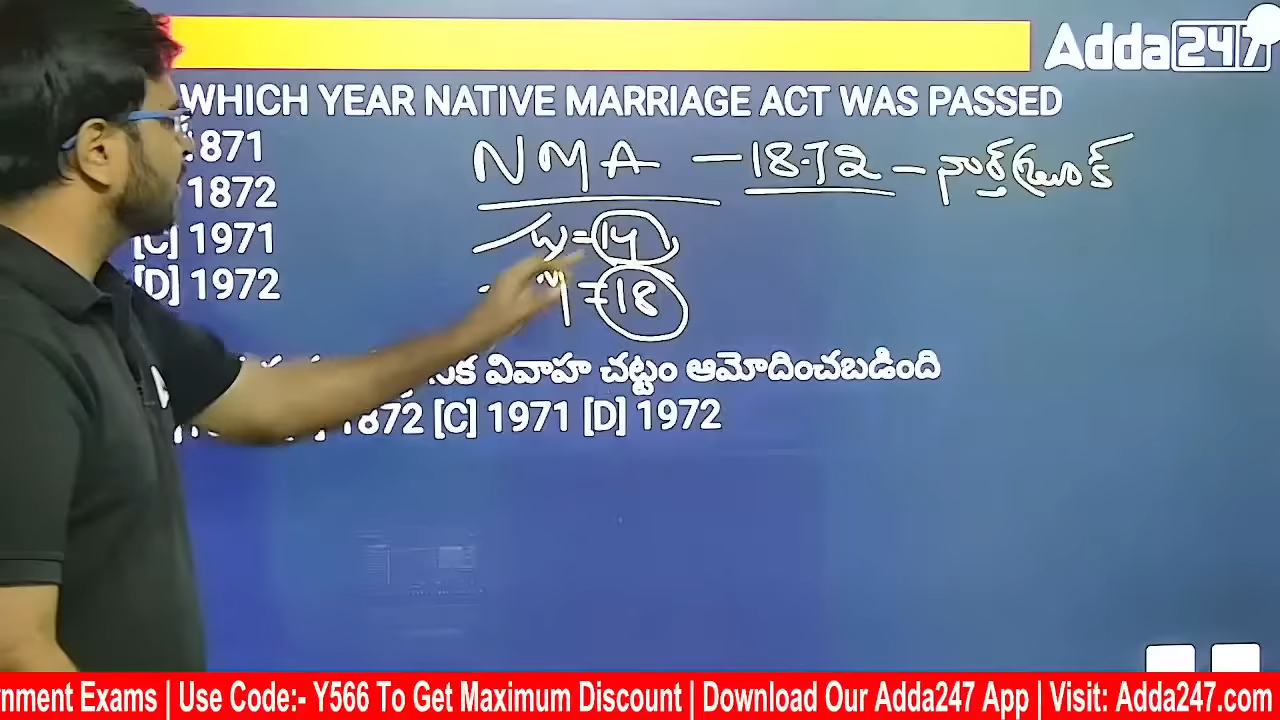 Adda247
WHICH YEAR NATIVE MARRIAGE ACT WAS PASSED
1871
1872
[C] 1971
[D] 1972
NMA - 1872 - నార్త్ బ్రూక్
= 14
= 18
వివాహ చట్టం ఆమోదించబడింది
1872 [C] 1971 [D] 1972
rnment Exams | Use Code:- Y566 To Get Maximum Discount | Download Our Adda247 App | Visit: Adda247.com